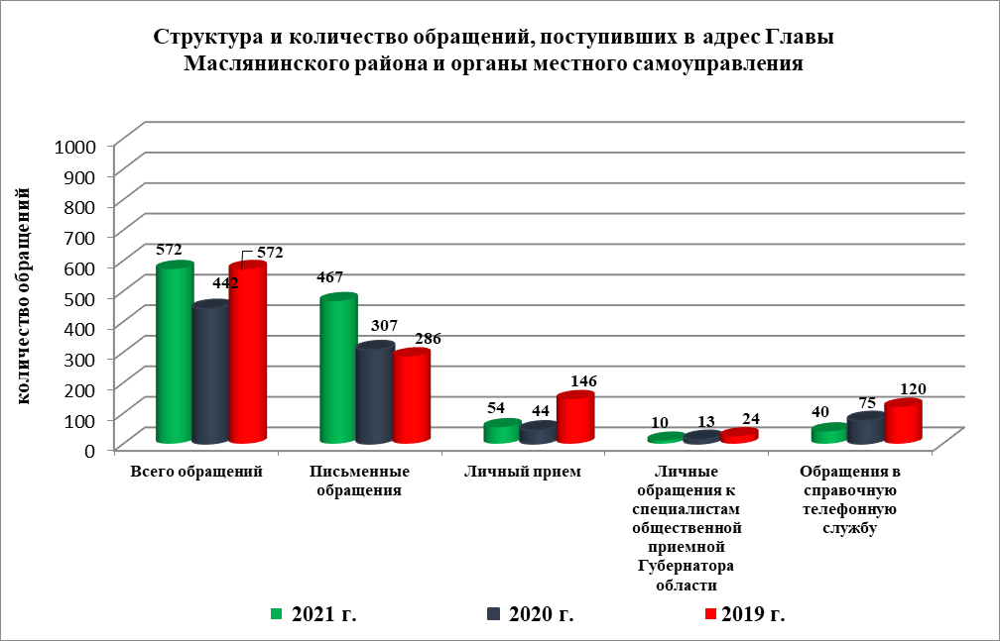 Структура и количество обращений, поступивших в адрес Главы
Маслянинского района и органы местного самоуправления
количество обращений
1000
900
800
700
600
500
400
300
200
100
0
572
442
572
467
307
286
54
44
146
10
13
24
40
75
120
Всего обращений
Письменные
обращения
Личный прием
Личные
обращения к
специалистам
общественной
приемной
Губернатора
области
Обращения в
справочную
телефонную
службу
2021 г.
2020 г.
2019 г.